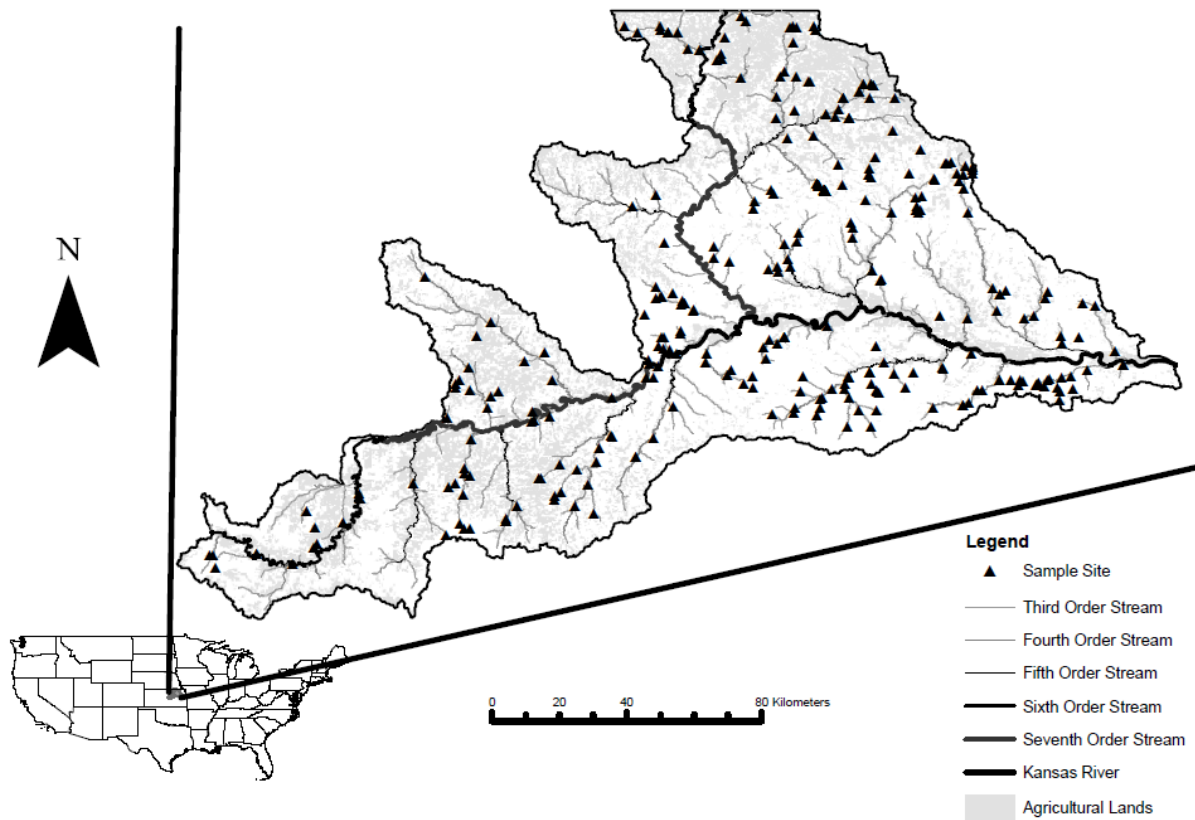 N
Legend
Sample Site
Third Order Stream
Fourth Order Stream
Fifth Order Stream
Sixth Order Stream
Seventh Order Stream
Kansas River
Agricultural Lands
0 20 40 60 80 Kilometers